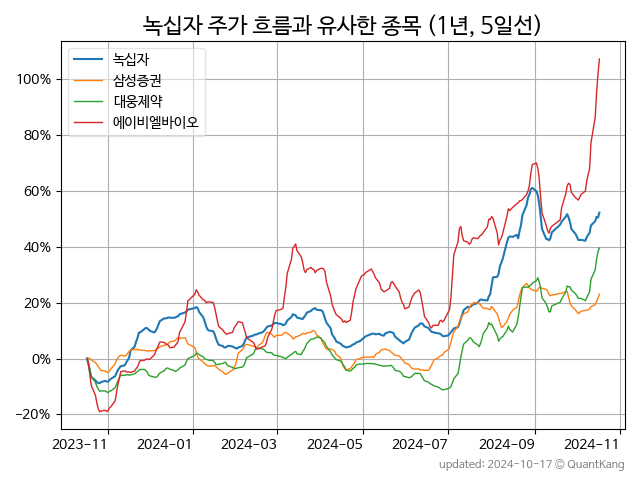 녹십자 주가 흐름과 유사한 종목 (1년, 5일선)
녹십자
삼성증권
대웅제약
에이비엘바이오
100%
80%
60%
40%
20%
0%
−20%
2023-11 2024-01 2024-03 2024-05 2024-07 2024-09 2024-11
updated: 2024-10-17 © QuantKang